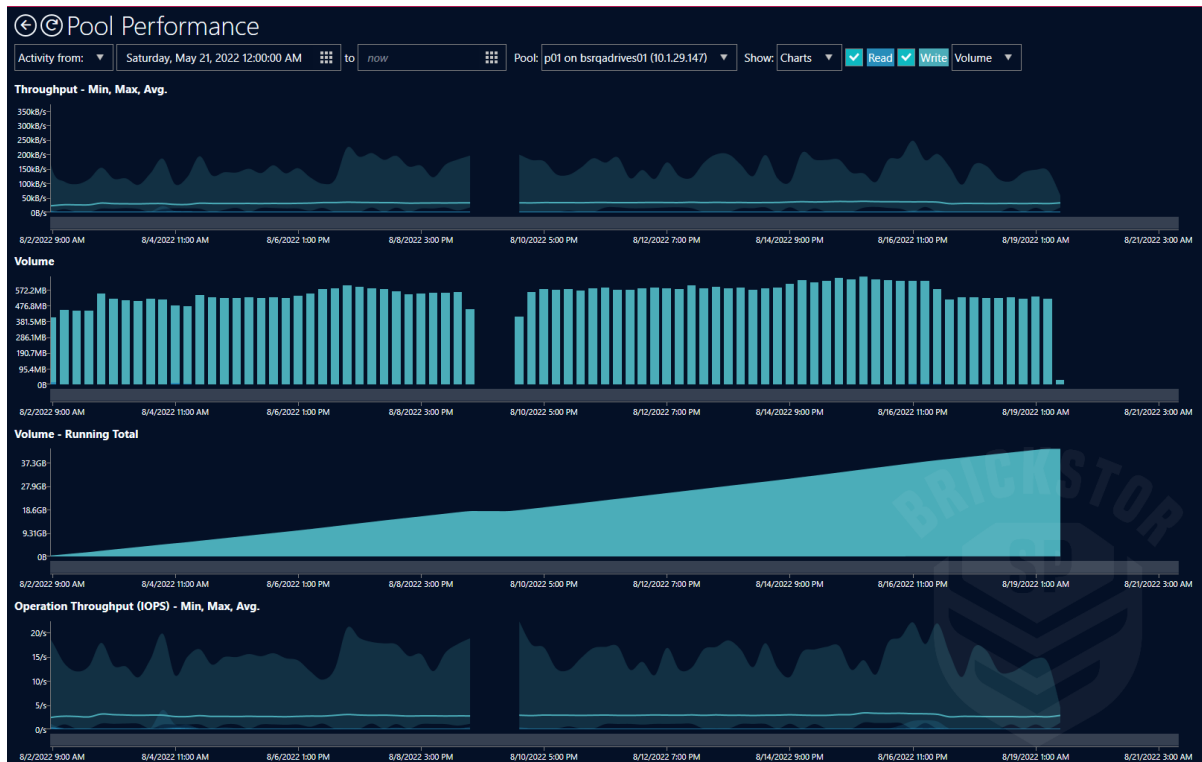 Pool Performance
Activity from: Saturday, May 21, 2022 12:00:00 AM to now Pool: p01 on bsrqadrives01 (10.1.29.147) Show: Charts Read Write Volume
Throughput - Min, Max, Avg.
350kB/s
300kB/s
250kB/s
200kB/s
150kB/s
100kB/s
50kB/s
0B/s
8/2/2022 9:00 AM 8/4/2022 11:00 AM 8/6/2022 1:00 PM 8/8/2022 3:00 PM 8/10/2022 5:00 PM 8/12/2022 7:00 PM 8/14/2022 9:00 PM 8/16/2022 11:00 PM 8/19/2022 1:00 AM 8/21/2022 3:00 AM
Volume
572.2MB
476.8MB
381.5MB
286.1MB
190.7MB
95.4MB
0B
8/2/2022 9:00 AM 8/4/2022 11:00 AM 8/6/2022 1:00 PM 8/8/2022 3:00 PM 8/10/2022 5:00 PM 8/12/2022 7:00 PM 8/14/2022 9:00 PM 8/16/2022 11:00 PM 8/19/2022 1:00 AM 8/21/2022 3:00 AM
Volume - Running Total
37.3GB
27.9GB
18.6GB
9.31GB
0B
BRICKSTOR
SP
8/2/2022 9:00 AM 8/4/2022 11:00 AM 8/6/2022 1:00 PM 8/8/2022 3:00 PM 8/10/2022 5:00 PM 8/12/2022 7:00 PM 8/14/2022 9:00 PM 8/16/2022 11:00 PM 8/19/2022 1:00 AM 8/21/2022 3:00 AM
Operation Throughput (IOPS) - Min, Max, Avg.
20/s
15/s
10/s
5/s
0/s
8/2/2022 9:00 AM 8/4/2022 11:00 AM 8/6/2022 1:00 PM 8/8/2022 3:00 PM 8/10/2022 5:00 PM 8/12/2022 7:00 PM 8/14/2022 9:00 PM 8/16/2022 11:00 PM 8/19/2022 1:00 AM 8/21/2022 3:00 AM